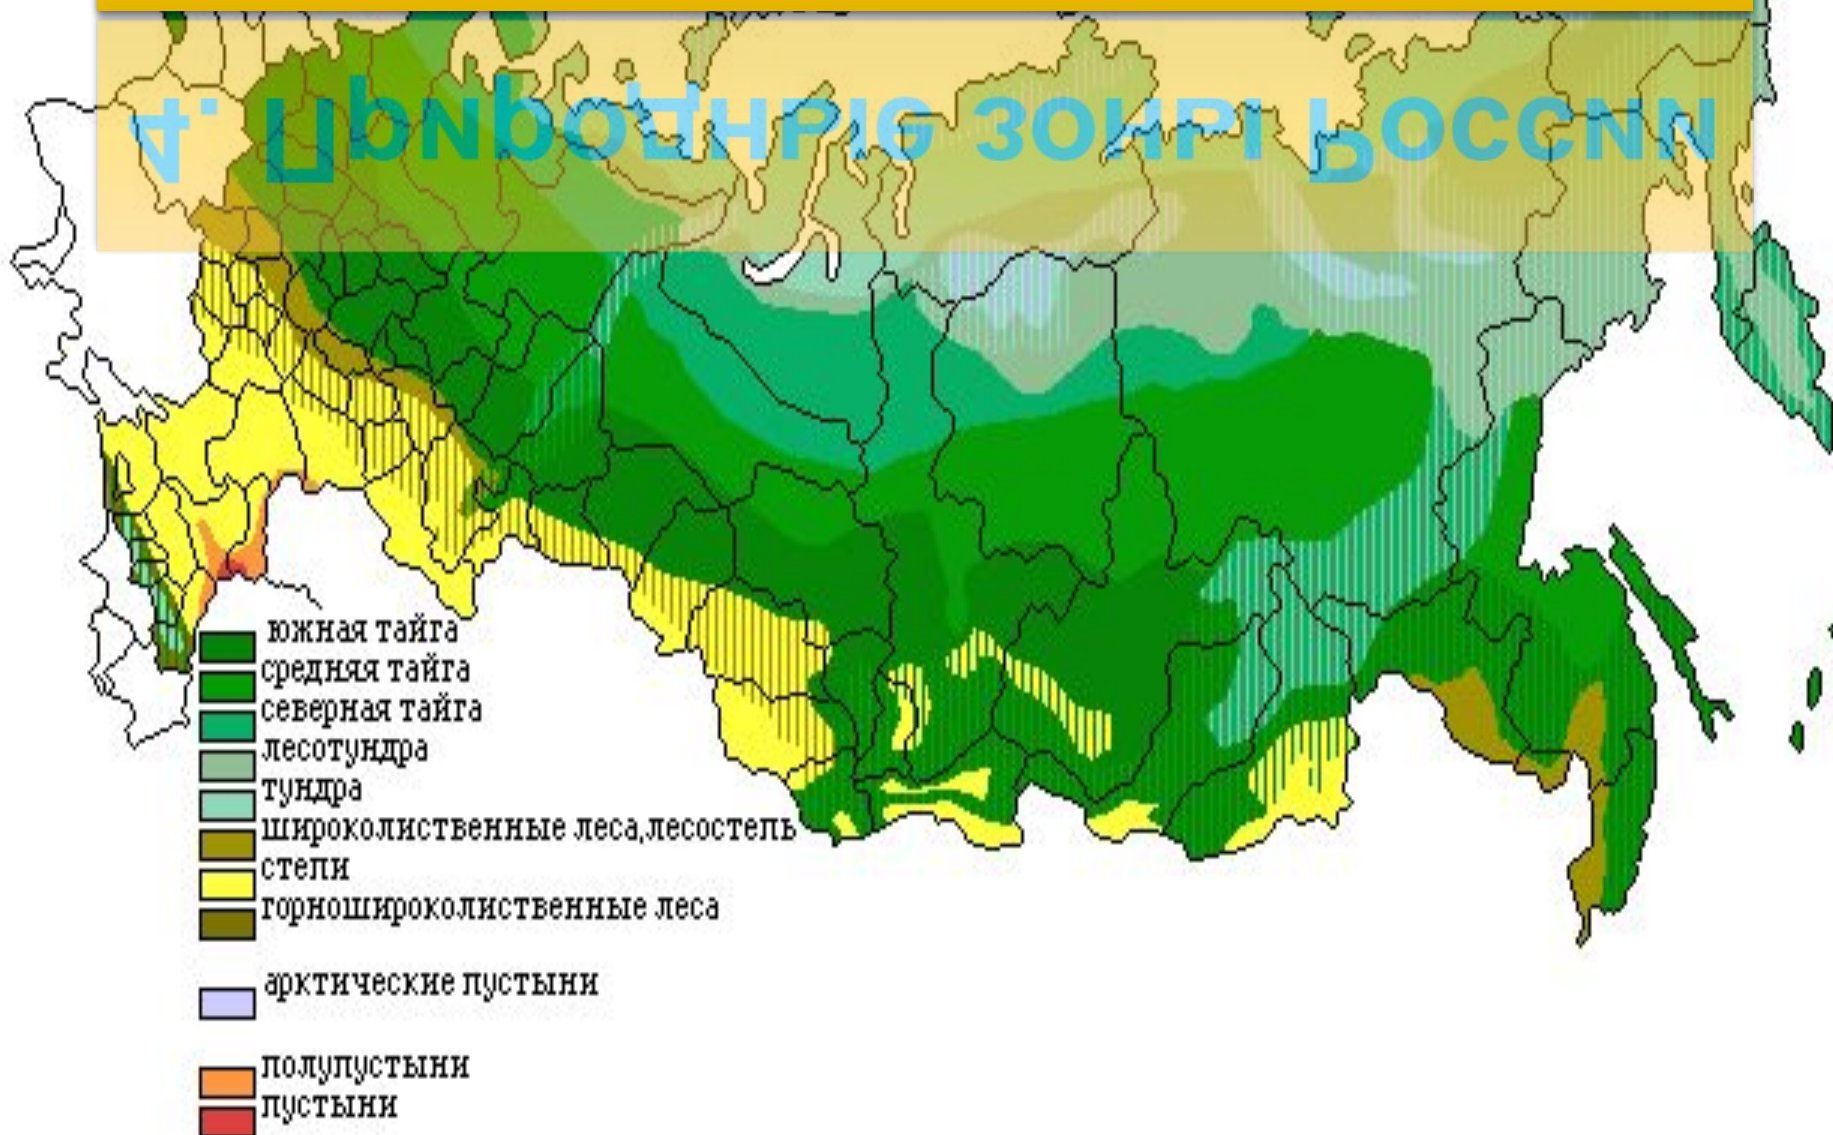 4. Природные зоны России
южная тайга
средняя тайга
северная тайга
лесотундра
тундра
широколиственные леса,лесостепь
степи
горношироколиственные леса
арктические пустыни
полупустыни
пустыни